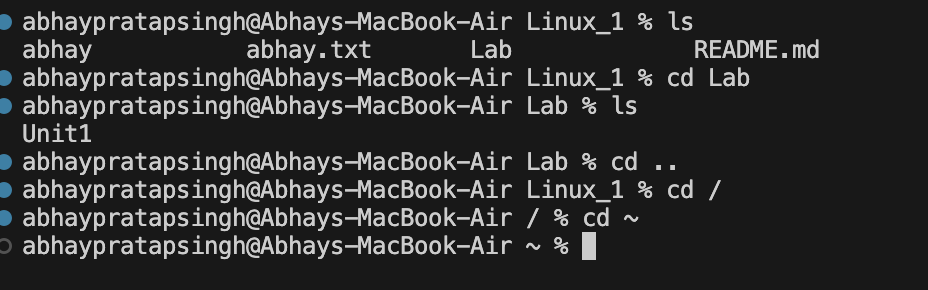 abhaypratapsingh@Abhays-MacBook-Air Linux_1 % ls
abhay abhay.txt Lab README.md
abhaypratapsingh@Abhays-MacBook-Air Linux_1 % cd Lab
abhaypratapsingh@Abhays-MacBook-Air Lab % ls
Unit1
abhaypratapsingh@Abhays-MacBook-Air Lab % cd ..
abhaypratapsingh@Abhays-MacBook-Air Linux_1 % cd /
abhaypratapsingh@Abhays-MacBook-Air / % cd ~
abhaypratapsingh@Abhays-MacBook-Air ~ %